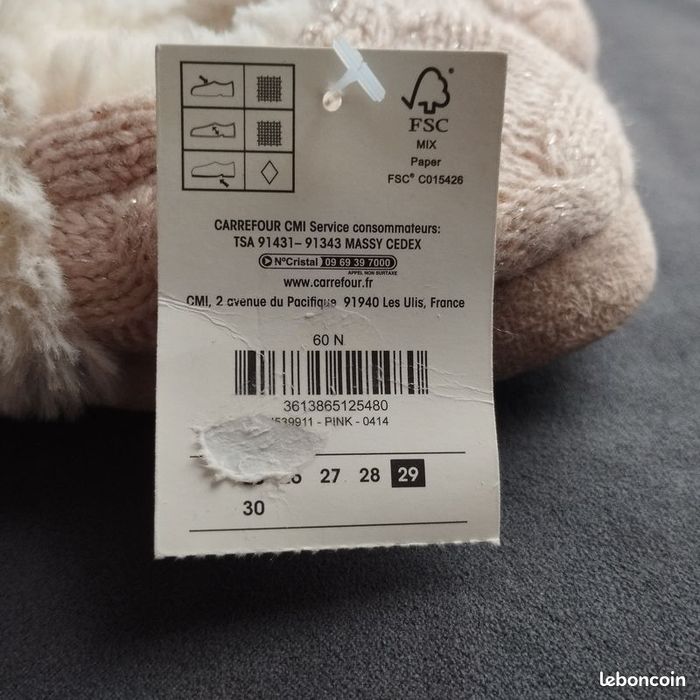 FSC
MIX
Paper
FSC® C015426
CARREFOUR CMI Service consommateurs:
TSA 91431– 91343 MASSY CEDEX
N°Cristal 09 69 39 7000
APPEL NON SURTAXE
www.carrefour.fr
CMI, 2 avenue du Pacifique 91940 Les Ulis, France
60 N
3613865125480
- PINK - 0414
27 28 29
30
leboncoin